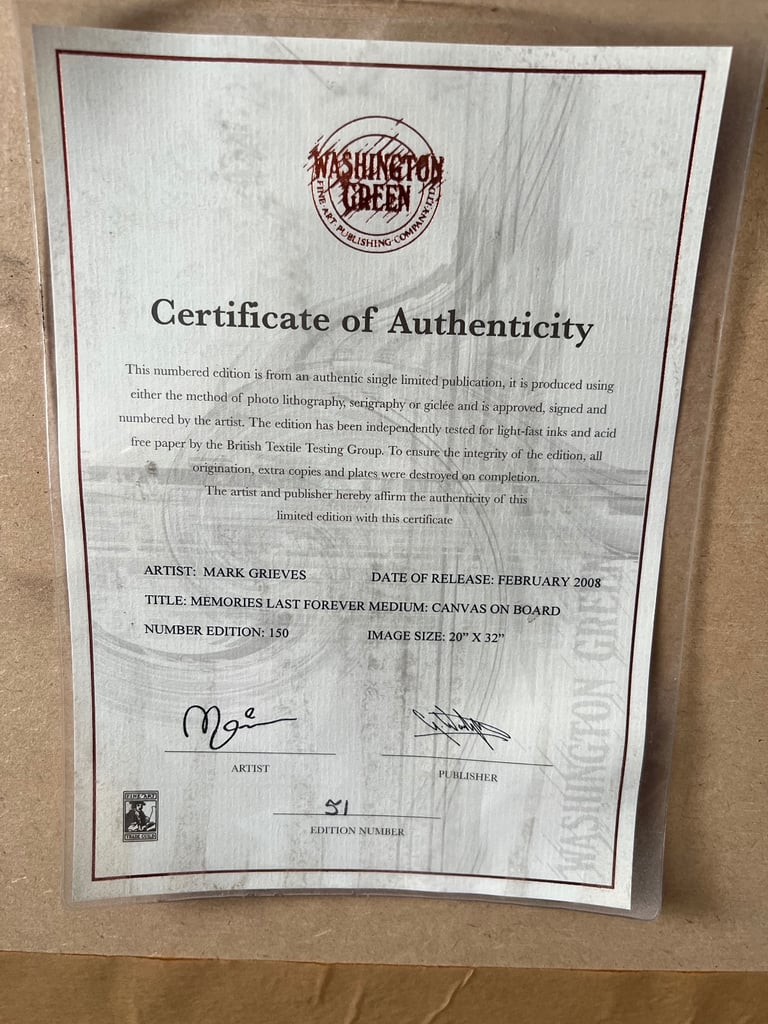 WASHINGTON
GREEN
FINE·ART·PUBLISHING·COMPANY·LTD
Certificate of Authenticity
This numbered edition is from an authentic single limited publication, it is produced using
either the method of photo lithography, serigraphy or giclée and is approved, signed and
numbered by the artist. The edition has been independently tested for light-fast inks and acid
free paper by the British Textile Testing Group. To ensure the integrity of the edition, all
origination, extra copies and plates were destroyed on completion.
The artist and publisher hereby affirm the authenticity of this
limited edition with this certificate
ARTIST: MARK GRIEVES DATE OF RELEASE: FEBRUARY 2008
TITLE: MEMORIES LAST FOREVER MEDIUM: CANVAS ON BOARD
NUMBER EDITION: 150 IMAGE SIZE: 20” X 32”
ARTIST
PUBLISHER
51
EDITION NUMBER
FINE ART
TRADE GUILD
WASHINGTON GREEN